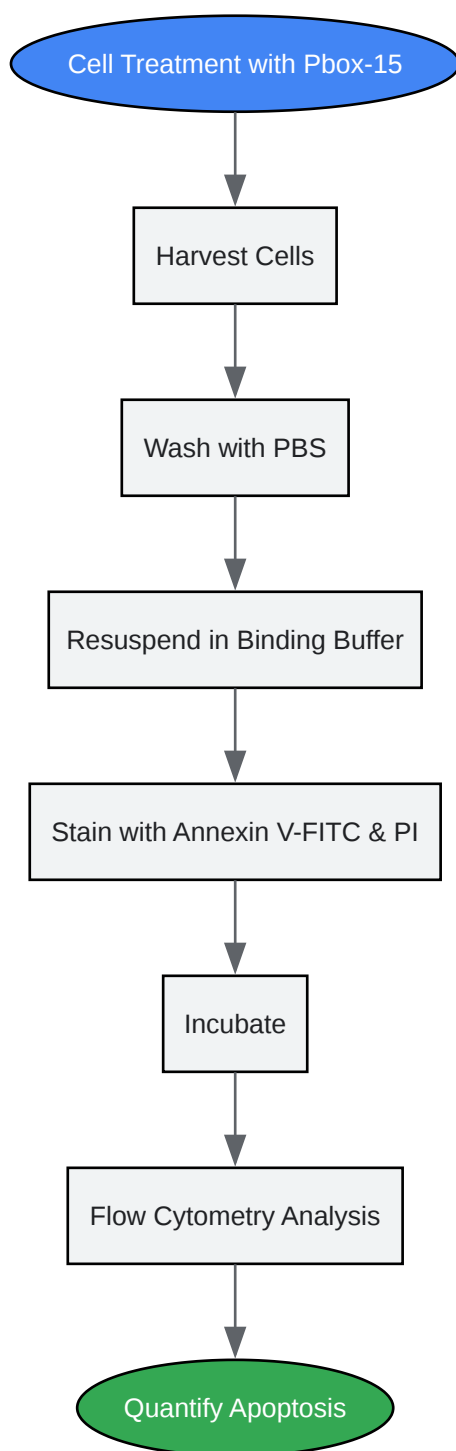 Cell Treatment with Pbox-15
Harvest Cells
Wash with PBS
Resuspend in Binding Buffer
Stain with Annexin V-FITC & PI
Incubate
Flow Cytometry Analysis
Quantify Apoptosis